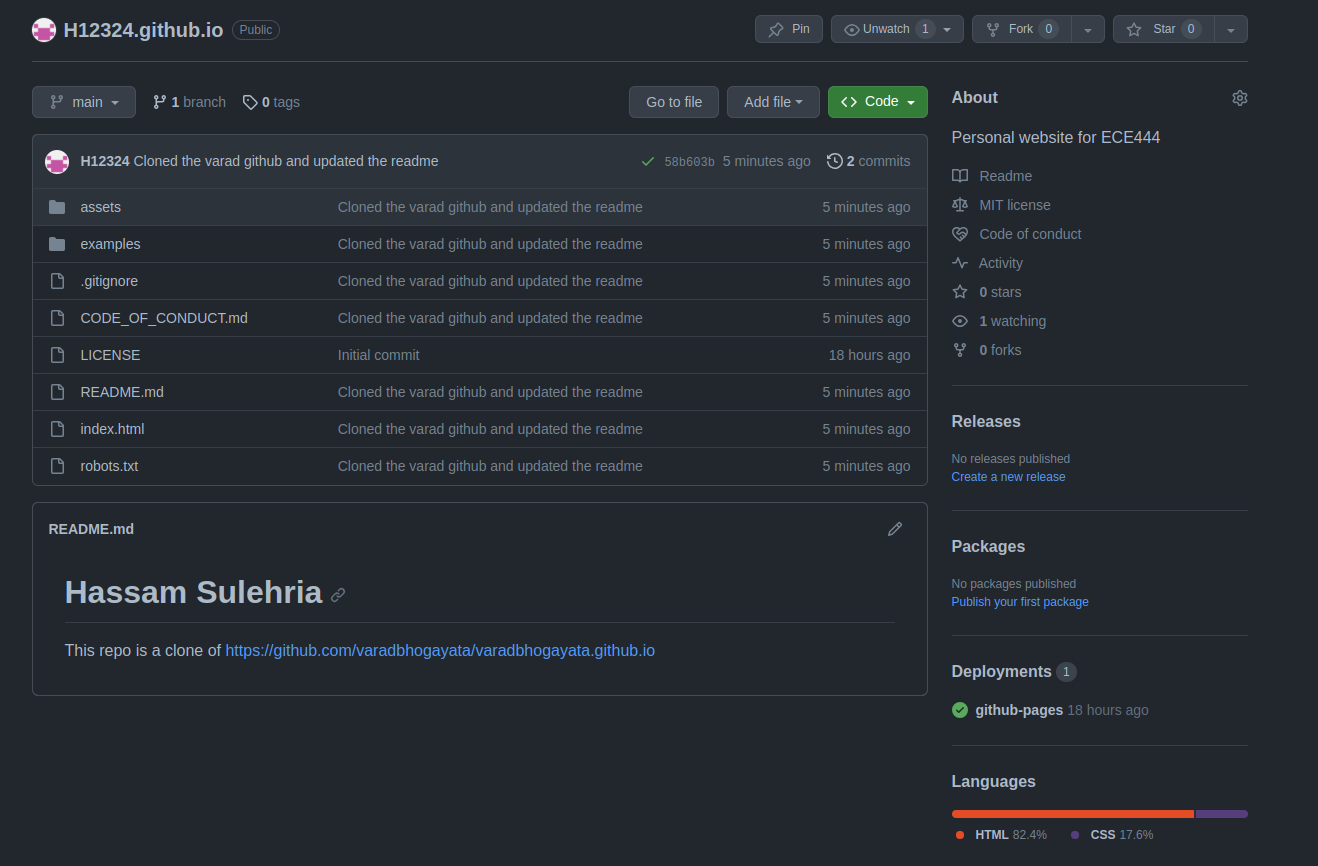 H12324.github.io Public Pin Unwatch 1 Fork 0 Star 0
main 1 branch 0 tags Go to file Add file Code
H12324 Cloned the varad github and updated the readme 58b603b 5 minutes ago 2 commits
assets Cloned the varad github and updated the readme 5 minutes ago
examples Cloned the varad github and updated the readme 5 minutes ago
.gitignore Cloned the varad github and updated the readme 5 minutes ago
CODE_OF_CONDUCT.md Cloned the varad github and updated the readme 5 minutes ago
LICENSE Initial commit 18 hours ago
README.md Cloned the varad github and updated the readme 5 minutes ago
index.html Cloned the varad github and updated the readme 5 minutes ago
robots.txt Cloned the varad github and updated the readme 5 minutes ago
README.md
Hassam Sulehria
This repo is a clone of https://github.com/varadbhogayata/varadbhogayata.github.io
About
Personal website for ECE444
Readme
MIT license
Code of conduct
Activity
0 stars
1 watching
0 forks
Releases
No releases published
Create a new release
Packages
No packages published
Publish your first package
Deployments 1
github-pages 18 hours ago
Languages
HTML 82.4% CSS 17.6%